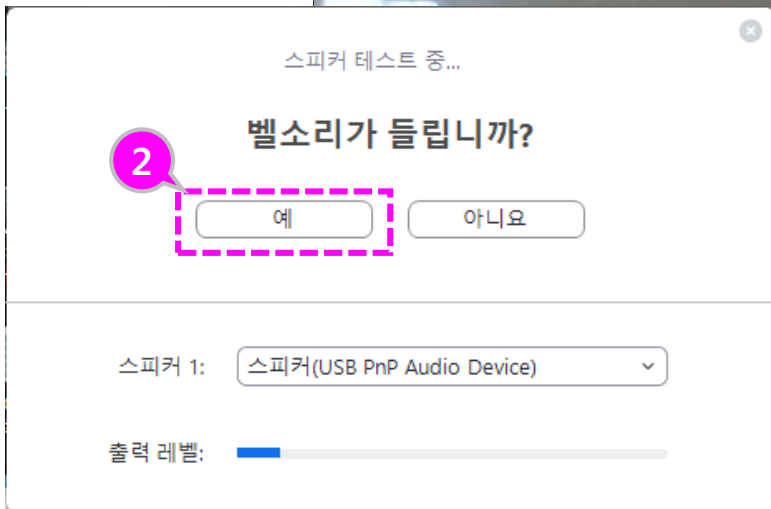 스피커 테스트 중...
벨소리가 들립니까?
2
예 아니요
스피커 1: 스피커(USB PnP Audio Device)
출력 레벨: